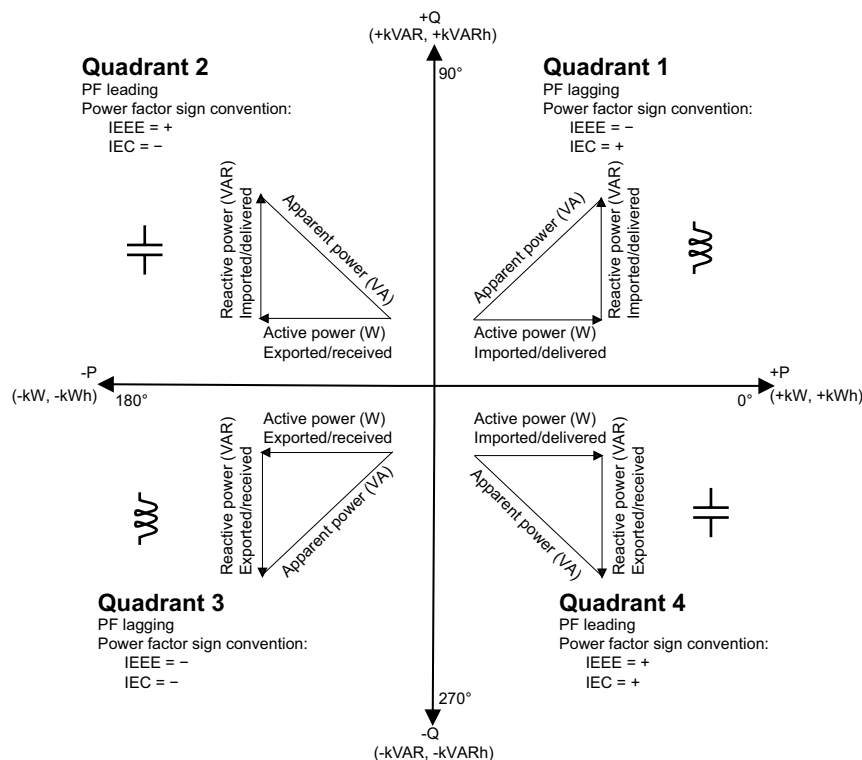 +Q
(+kVAR, +kVARh)
90°
Quadrant 2
PF leading
Power factor sign convention:
IEEE = +
IEC = −
Reactive power (VAR)
Imported/delivered
Apparent power (VA)
Active power (W)
Exported/received
Quadrant 1
PF lagging
Power factor sign convention:
IEEE = −
IEC = +
Apparent power (VA)
Reactive power (VAR)
Imported/delivered
Active power (W)
Imported/delivered
-P
(-kW, -kWh)
180°
+P
(+kW, +kWh)
0°
Active power (W)
Exported/received
Reactive power (VAR)
Exported/received
Apparent power (VA)
Quadrant 3
PF lagging
Power factor sign convention:
IEEE = −
IEC = −
Active power (W)
Imported/delivered
Apparent power (VA)
Reactive power (VAR)
Exported/received
Quadrant 4
PF leading
Power factor sign convention:
IEEE = +
IEC = +
270°
-Q
(-kVAR, -kVARh)